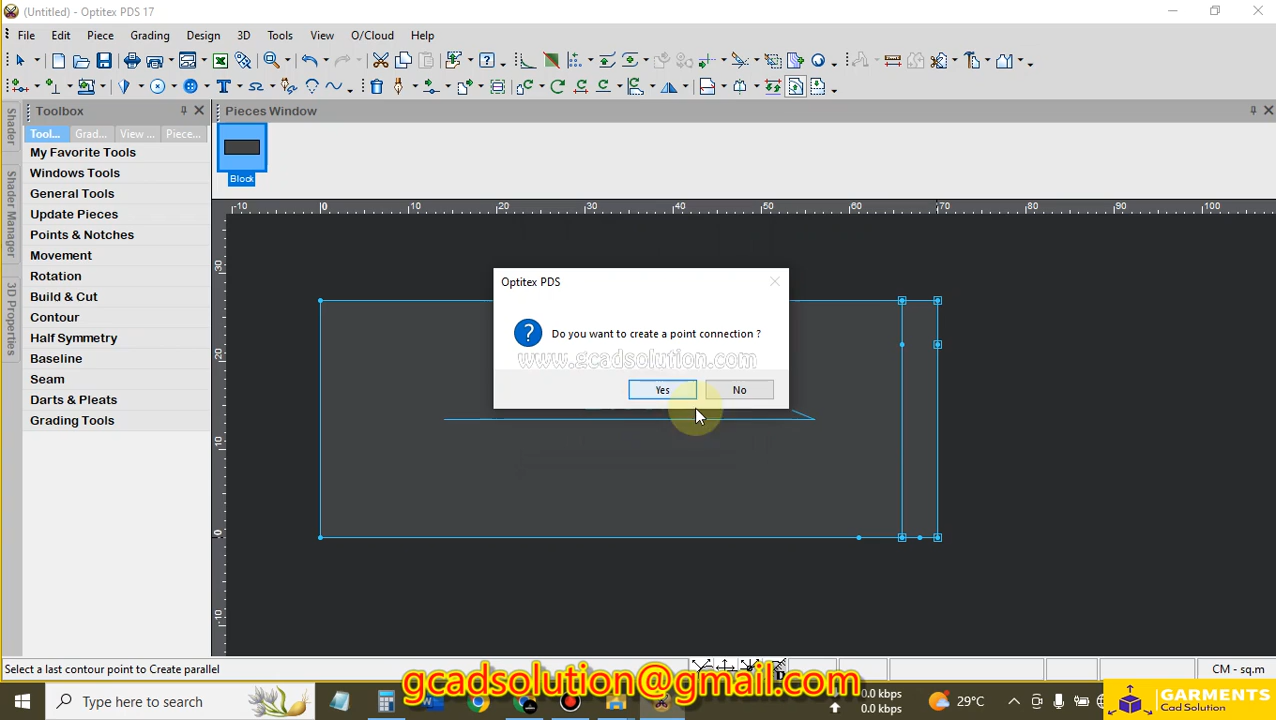 (Untitled) - Optitex PDS 17
File Edit Piece Grading Design 3D Tools View O/Cloud Help
Toolbox
Pieces Window
Tool... Grad... View ... Piece...
My Favorite Tools
Windows Tools
General Tools
Update Pieces
Points & Notches
Movement
Rotation
Build & Cut
Contour
Half Symmetry
Baseline
Seam
Darts & Pleats
Grading Tools
Shader
Shader Manager
3D Properties
Block
-10 0 10 20 30 40 50 60 70 80 90 100
30
20
10
0
-10
Optitex PDS
Do you want to create a point connection ?
www.gcadsolution.com
Yes No
Select a last contour point to Create parallel
CM - sq.m
gcadsolution@gmail.com
Type here to search
0.0 kbps
0.0 kbps
29°C
GARMENTS
Cad Solution